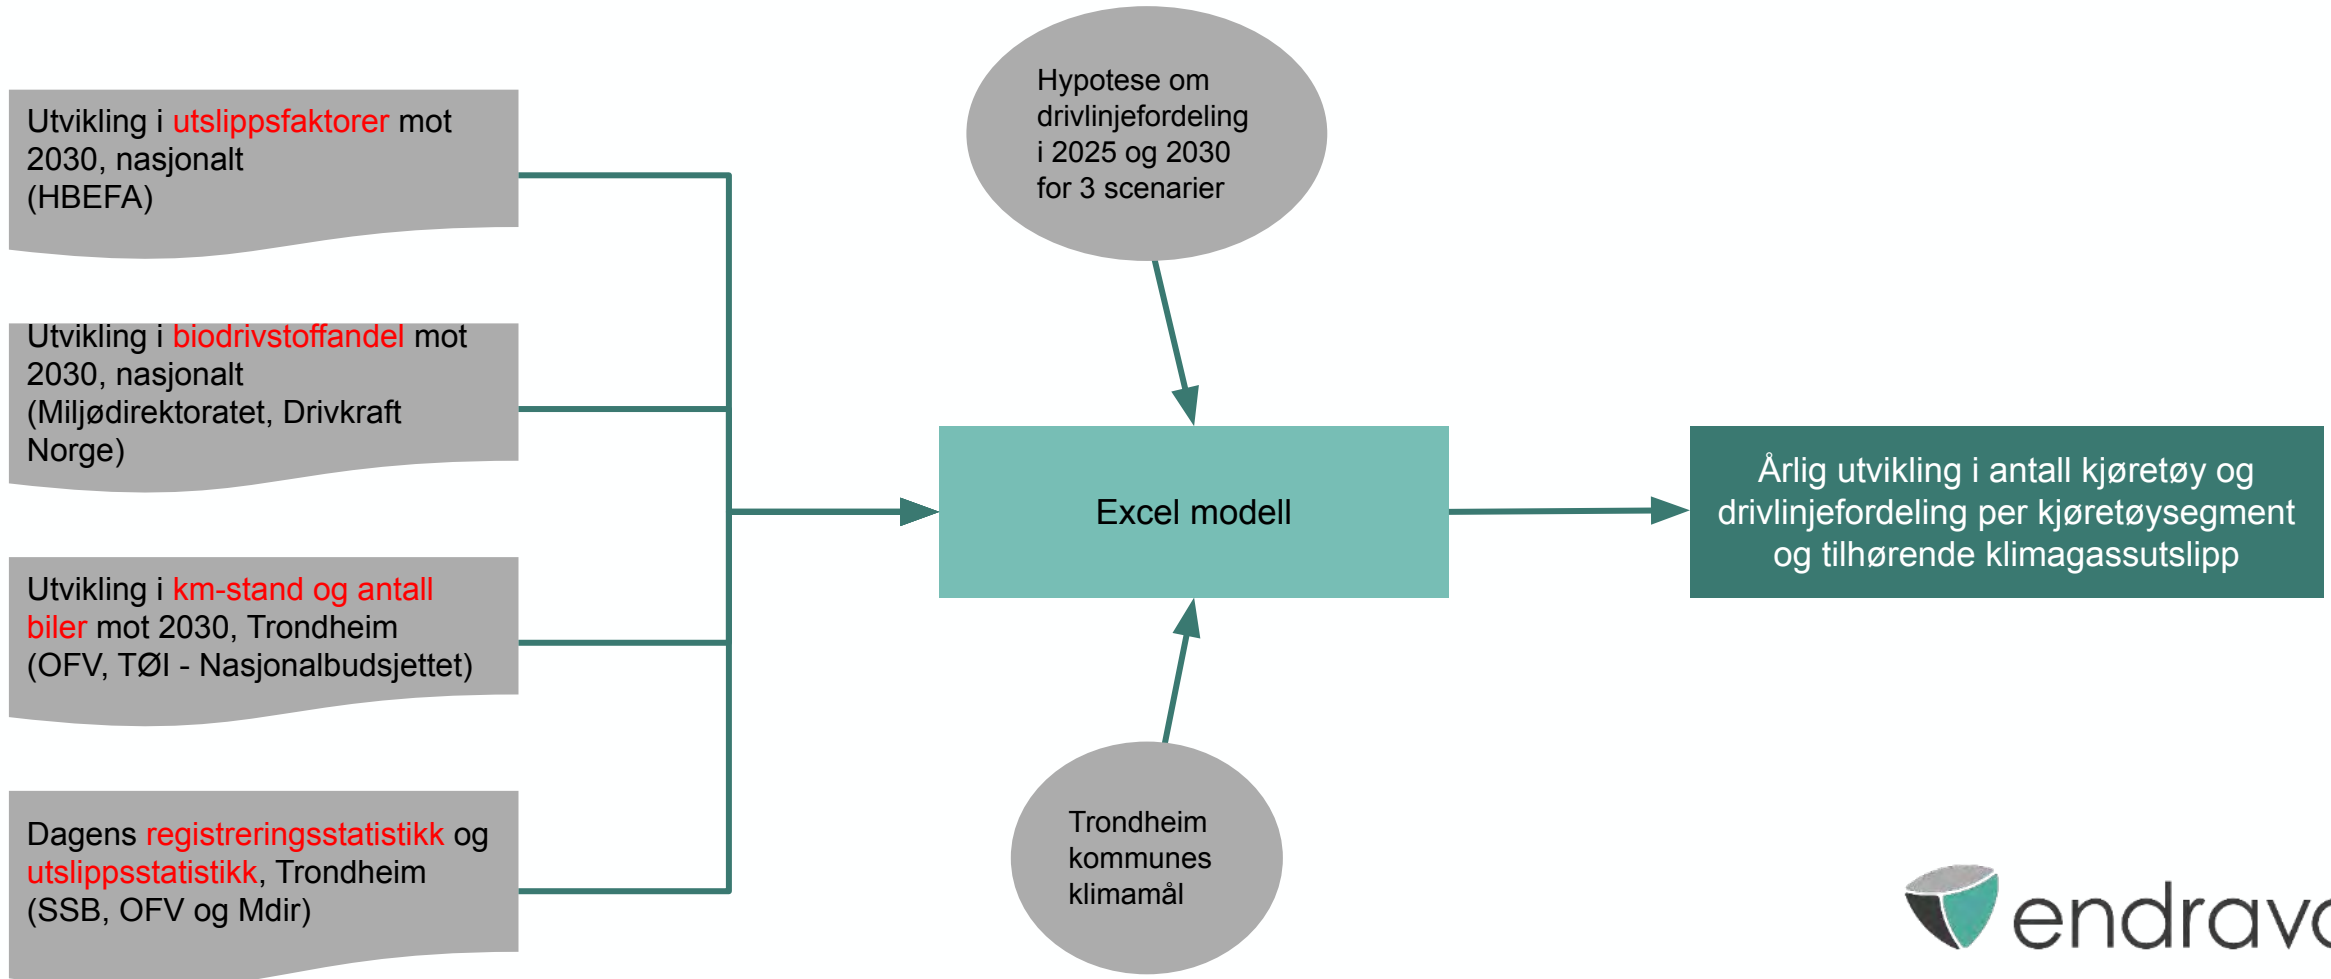 Utvikling i utslippsfaktorer mot
2030, nasjonalt
(HBEFA)
Utvikling i biodrivstoffandel mot
2030, nasjonalt
(Miljødirektoratet, Drivkraft
Norge)
Utvikling i km-stand og antall
biler mot 2030, Trondheim
(OFV, TØI - Nasjonalbudsjettet)
Dagens registreringsstatistikk og
utslippsstatistikk, Trondheim
(SSB, OFV og Mdir)
Hypotese om
drivlinjefordeling
i 2025 og 2030
for 3 scenarier
Excel modell
Trondheim
kommunes
klimamål
Årlig utvikling i antall kjøretøy og
drivlinjefordeling per kjøretøysegment
og tilhørende klimagassutslipp
endrava